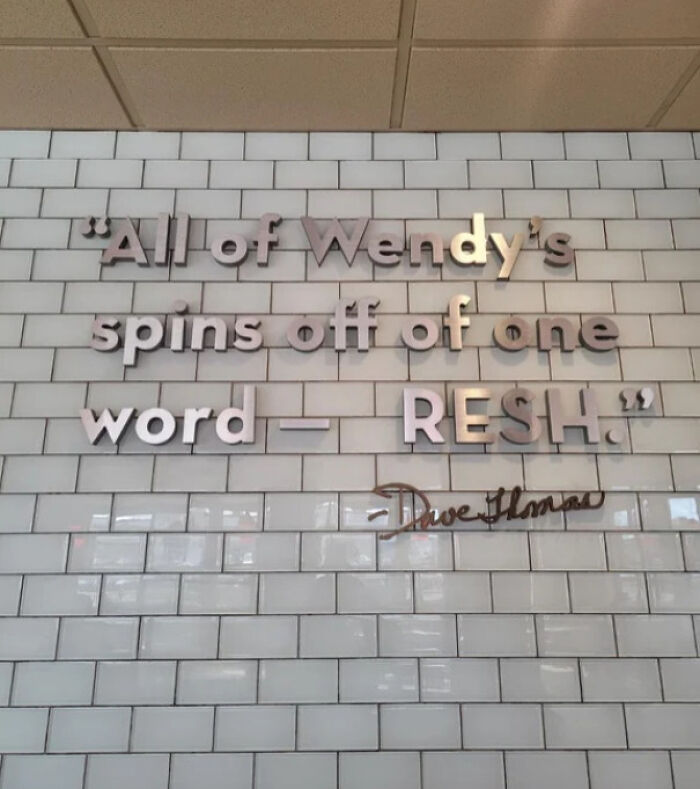 “All of Wendy’s
spins off of one
word — RESH.”
-Dave Thomas